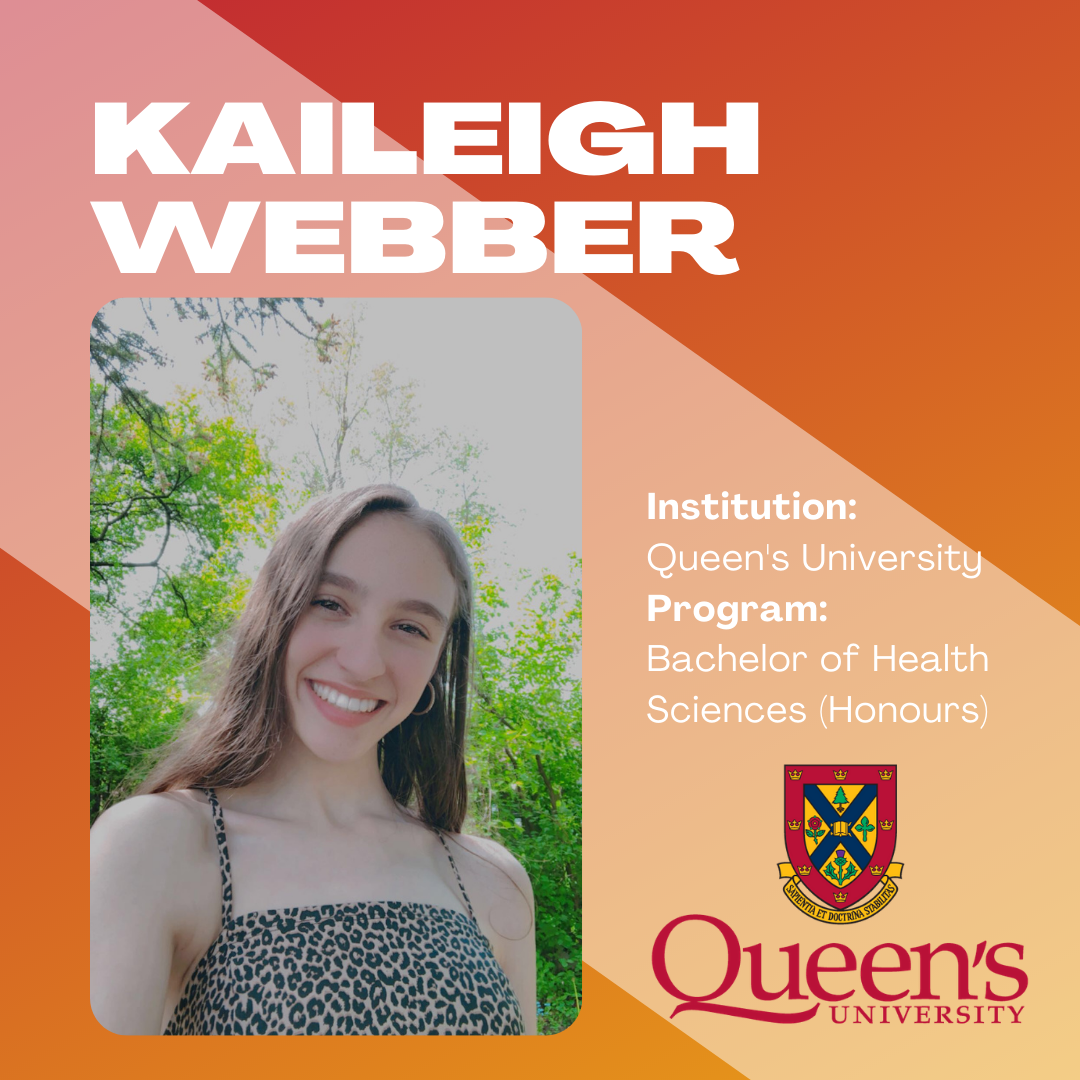 KAILEIGH
WEBBER
Institution:
Queen's University
Program:
Bachelor of Health
Sciences (Honours)
SAPIENTIA ET DOCTRINA STABILITAS
Queen's
UNIVERSITY